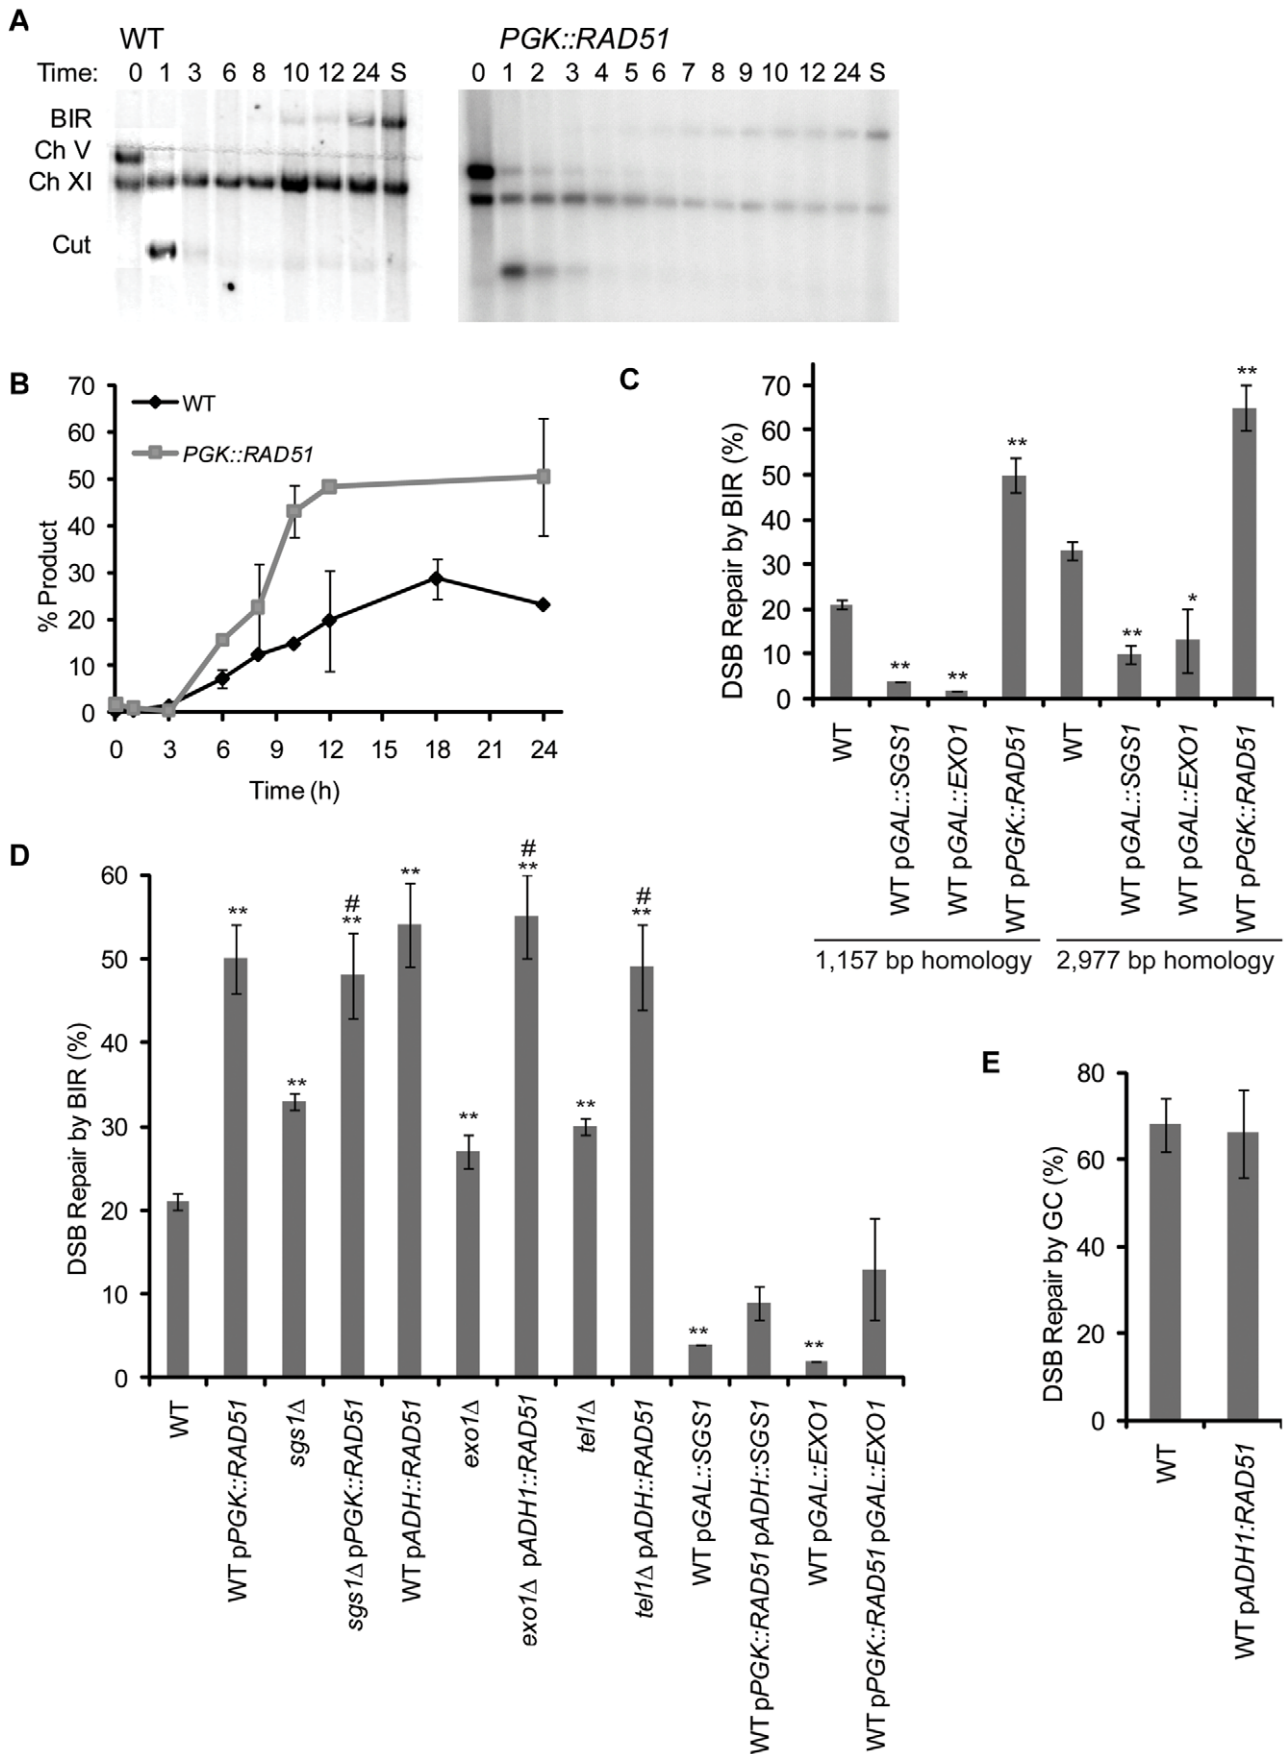 A
WT
PGK::RAD51
Time: 0 1 3 6 8 10 12 24 S
0 1 2 3 4 5 6 7 8 9 10 12 24 S
BIR
Ch V
Ch XI
Cut
B
% Product
70
60
50
40
30
20
10
0
WT
PGK::RAD51
0 3 6 9 12 15 18 21 24
Time (h)
C
DSB Repair by BIR (%)
70
60
50
40
30
20
10
0
**
**
**
**
*
**
WT
WT pGAL::SGS1
WT pGAL::EXO1
WT pPGK::RAD51
WT
WT pGAL::SGS1
WT pGAL::EXO1
WT pPGK::RAD51
1,157 bp homology
2,977 bp homology
D
DSB Repair by BIR (%)
60
50
40
30
20
10
0
**
**
#
**
**
**
#
**
**
#
**
**
**
WT
WT pPGK::RAD51
sgs1Δ
sgs1Δ pPGK::RAD51
WT pADH::RAD51
exo1Δ
exo1Δ pADH1::RAD51
tel1Δ
tel1Δ pADH::RAD51
WT pGAL::SGS1
WT pPGK::RAD51 pADH::SGS1
WT pGAL::EXO1
WT pPGK::RAD51 pGAL::EXO1
E
DSB Repair by GC (%)
80
60
40
20
0
WT
WT pADH1:RAD51